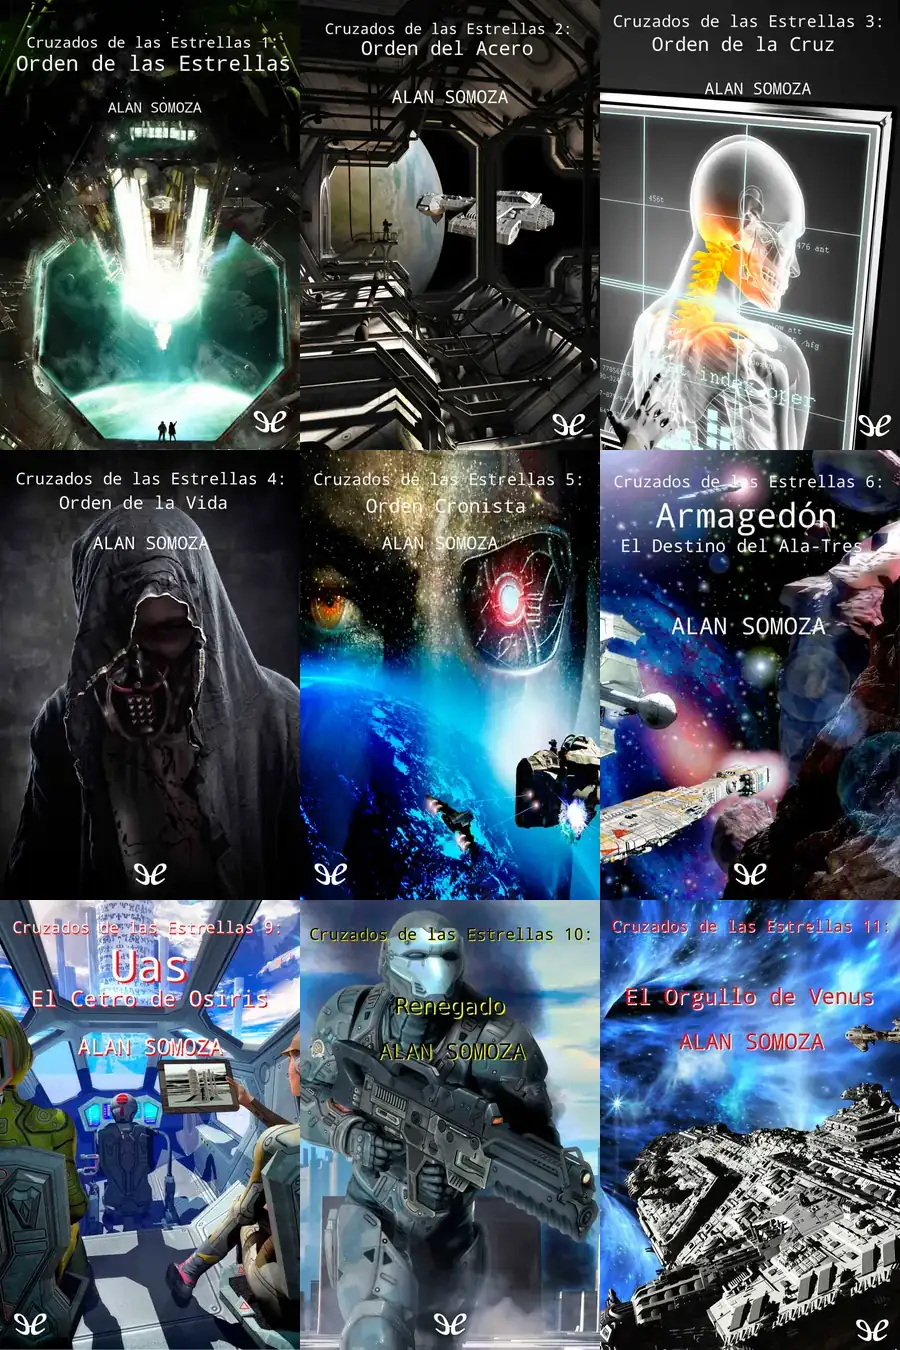 Cruzados de las Estrellas 1:
Orden de las Estrellas
ALAN SOMOZA
Cruzados de las Estrellas 2:
Orden del Acero
ALAN SOMOZA
Cruzados de las Estrellas 3:
Orden de la Cruz
ALAN SOMOZA
456t
476 ant
Cruzados de las Estrellas 4:
Orden de la Vida
ALAN SOMOZA
Cruzados de las Estrellas 5:
Orden Cronista
ALAN SOMOZA
Cruzados de las Estrellas 6:
Armagedón
El Destino del Ala-Tres
ALAN SOMOZA
Cruzados de las Estrellas 9:
Uas
El Cetro de Osiris
ALAN SOMOZA
Cruzados de las Estrellas 10:
Renegado
ALAN SOMOZA
Cruzados de las Estrellas 11:
El Orgullo de Venus
ALAN SOMOZA